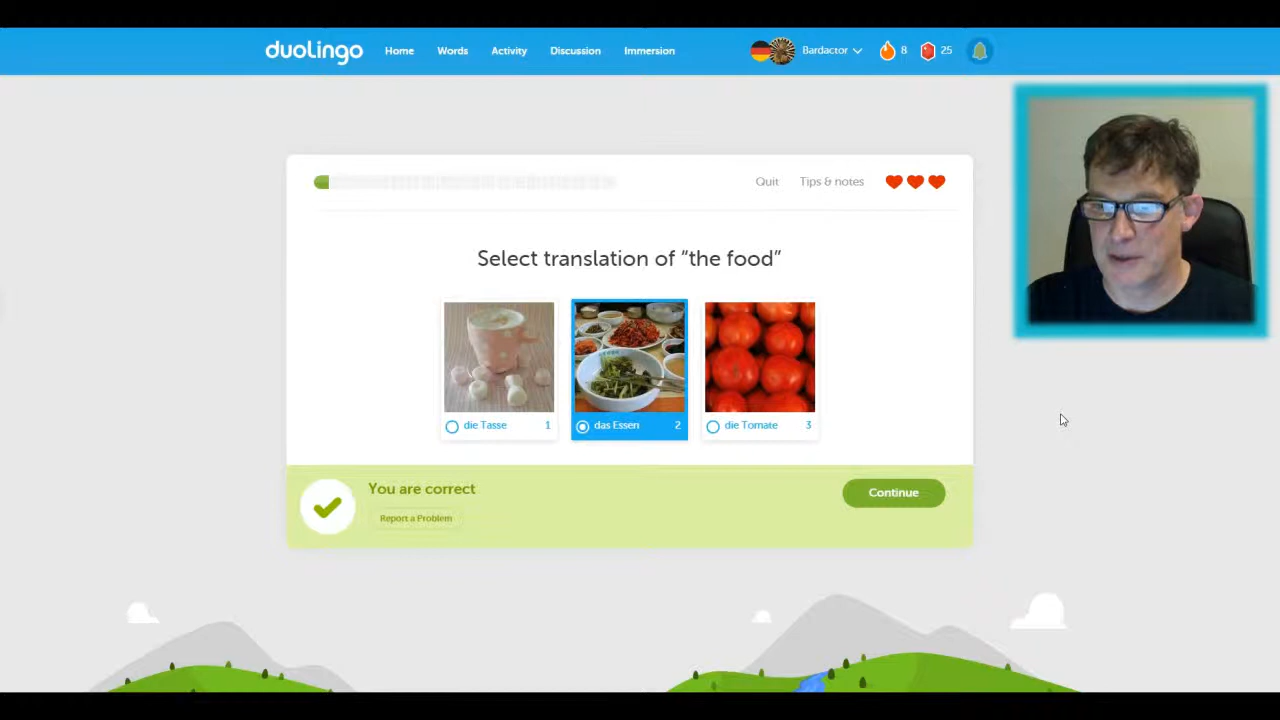 duolingo Home Words Activity Discussion Immersion Bardactor 8 25
Quit Tips & notes
Select translation of “the food”
die Tasse 1 das Essen 2 die Tomate 3
You are correct
Continue
Report a Problem